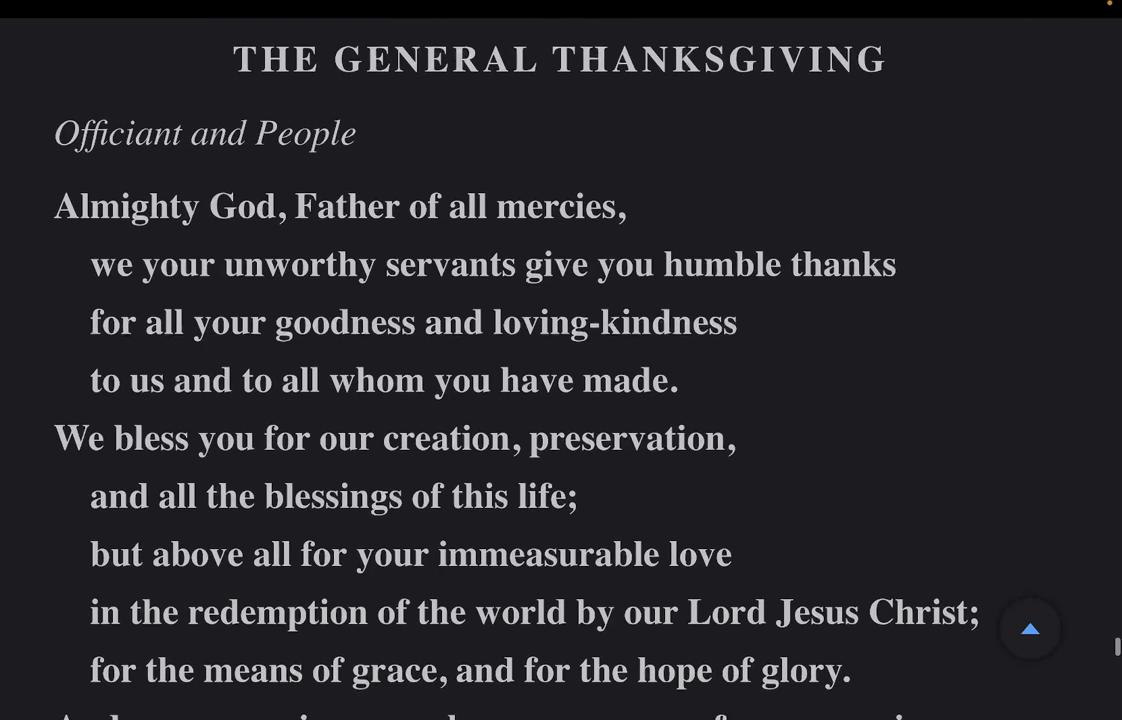 THE GENERAL THANKSGIVING
Officiant and People
Almighty God, Father of all mercies,
we your unworthy servants give you humble thanks
for all your goodness and loving-kindness
to us and to all whom you have made.
We bless you for our creation, preservation,
and all the blessings of this life;
but above all for your immeasurable love
in the redemption of the world by our Lord Jesus Christ;
for the means of grace, and for the hope of glory.